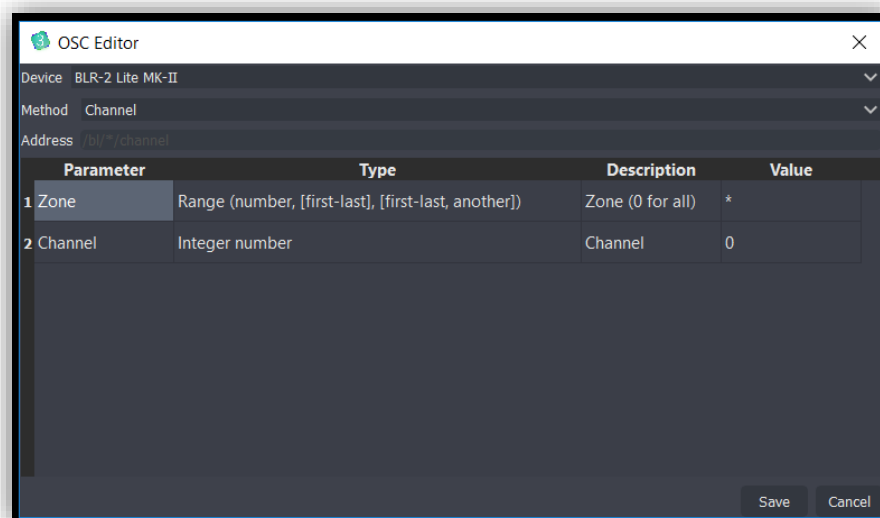 OSC Editor
Device BLR-2 Lite MK-II
Method Channel
Address /bl/*/channel
Parameter Type Description Value
1 Zone Range (number, [first-last], [first-last, another]) Zone (0 for all) *
2 Channel Integer number Channel 0
Save Cancel